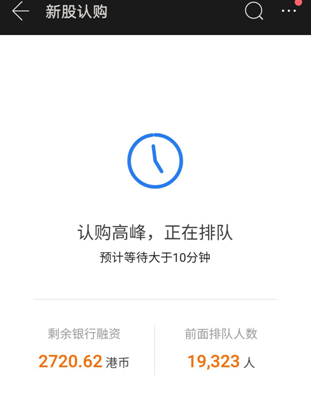 新股认购
认购高峰，正在排队
预计等待大于10分钟
剩余银行融资 前面排队人数
2720.62 港币 19,323 人